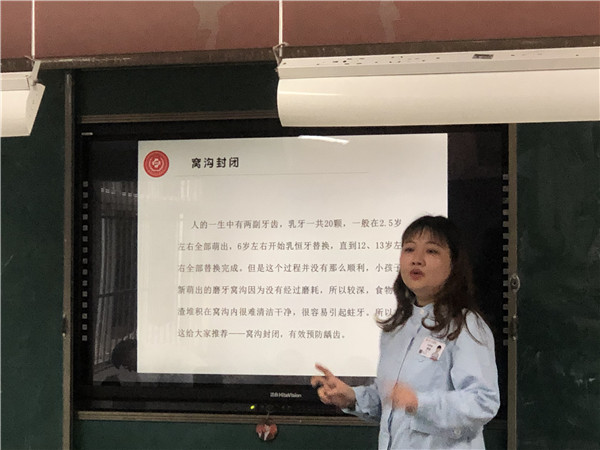 窝沟封闭
人的一生中有两副牙齿，乳牙一共20颗，一般在2.5岁
左右全部萌出，6岁左右开始乳恒牙替换，直到12、13岁左
右全部替换完成，但是这个过程并没有那么顺利，小孩子
新萌出的磨牙窝沟因为没有经过磨耗，所以较深，食物
渣堆积在窝沟内很难清洁干净，很容易引起蛀牙。所以
这给大家推荐——窝沟封闭，有效预防龋齿。